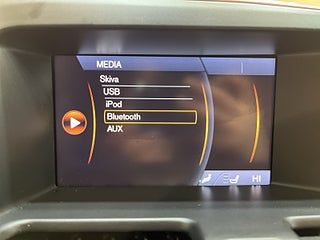 MEDIA
Skiva
USB
iPod
Bluetooth
AUX
HI